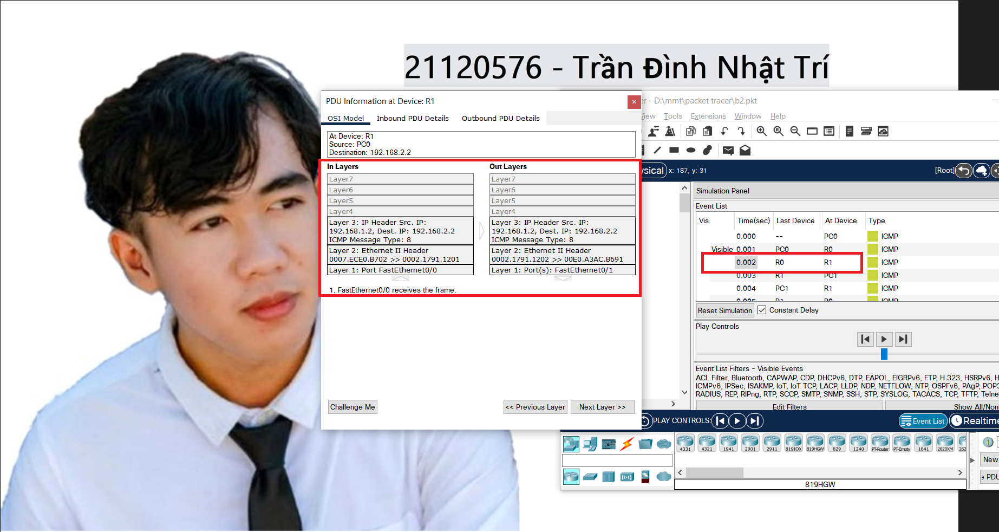 21120576 - Trần Đình Nhật Trí
PDU Information at Device: R1
OSI Model Inbound PDU Details Outbound PDU Details
At Device: R1
Source: PC0
Destination: 192.168.2.2
In Layers
Layer7
Layer6
Layer5
Layer4
Layer 3: IP Header Src. IP:
192.168.1.2, Dest. IP: 192.168.2.2
ICMP Message Type: 8
Layer 2: Ethernet II Header
0007.ECE0.B702 >> 0002.1791.1201
Layer 1: Port FastEthernet0/0
Out Layers
Layer7
Layer6
Layer5
Layer4
Layer 3: IP Header Src. IP:
192.168.1.2, Dest. IP: 192.168.2.2
ICMP Message Type: 8
Layer 2: Ethernet II Header
0002.1791.1202 >> 00E0.A3AC.B691
Layer 1: Port(s): FastEthernet0/1
1. FastEthernet0/0 receives the frame.
Challenge Me << Previous Layer Next Layer >>
er - D:\mmt\packet tracer\b2.pkt
View Tools Extensions Window Help
ysical x: 187, y: 31 [Root]
Simulation Panel
Event List
Vis. Time(sec) Last Device At Device Type
0.000 -- PC0 ICMP
Visible 0.001 PC0 R0 ICMP
0.002 R0 R1 ICMP
0.003 R1 PC1 ICMP
0.004 PC1 R1 ICMP
0.005 R1 R0 ICMP
Reset Simulation Constant Delay
Play Controls
Event List Filters - Visible Events
ACL Filter, Bluetooth, CAPWAP, CDP, DHCPv6, DTP, EAPOL, EIGRPv6, FTP, H.323, HSRPv6, H
ICMPv6, IPSec, ISAKMP, IoT, IoT TCP, LACP, LLDP, NDP, NETFLOW, NTP, OSPFv6, PAgP, POP3
RADIUS, REP, RIPng, RTP, SCCP, SMTP, SNMP, SSH, STP, SYSLOG, TACACS, TCP, TFTP, Telne
Edit Filters Show All/Non
PLAY CONTROLS: Event List Realtime
4331 4321 1941 2901 2911 819IOX 819HGW 829 1240 PT-Router PT-Empty 1841 2620XM 262
1
New
e PDU
819HGW